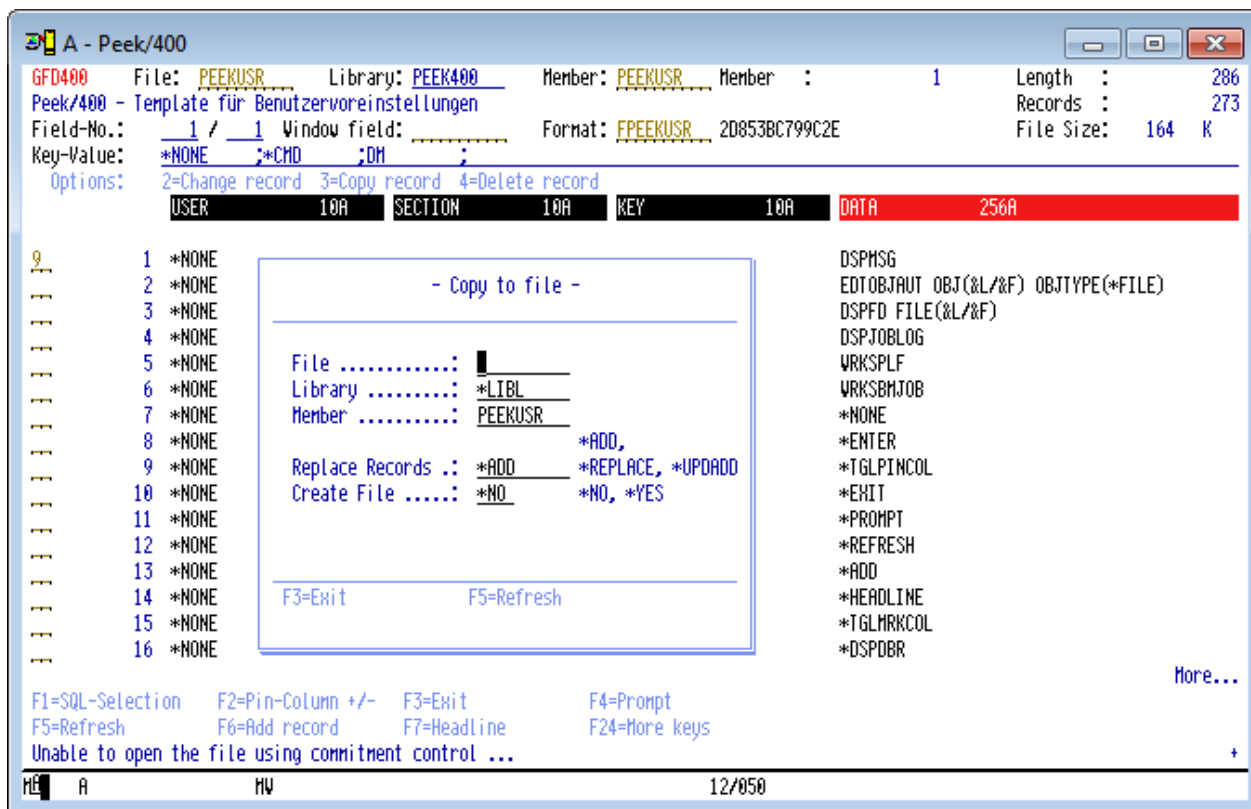 A - Peek/400
GFD400 File: PEEKUSR Library: PEEK400 Member: PEEKUSR Member : 1 Length : 286
Peek/400 - Template für Benutzervoreinstellungen Records : 273
Field-No.: 1 / 1 Window field: Format: FPEEKUSR 2D853BC799C2E File Size: 164 K
Key-Value: *NONE ;*CMD ;DM ;
Options: 2=Change record 3=Copy record 4=Delete record
USER 10A SECTION 10A KEY 10A DATA 256A
9 1 *NONE DSPMSG
2 *NONE - Copy to file - EDTOBJAUT OBJ(&L/&F) OBJTYPE(*FILE)
3 *NONE DSPFD FILE(&L/&F)
4 *NONE DSPJOBLOG
5 *NONE File ............: WRKSPLF
6 *NONE Library .........: *LIBL WRKSBMJOB
7 *NONE Member ..........: PEEKUSR *NONE
8 *NONE *ADD, *ENTER
9 *NONE Replace Records .: *ADD *REPLACE, *UPDADD *TGLPINCOL
10 *NONE Create File .....: *NO *NO, *YES *EXIT
11 *NONE *PROMPT
12 *NONE *REFRESH
13 *NONE *ADD
14 *NONE F3=Exit F5=Refresh *HEADLINE
15 *NONE *TGLMRKCOL
16 *NONE *DSPDBR
More...
F1=SQL-Selection F2=Pin-Column +/- F3=Exit F4=Prompt
F5=Refresh F6=Add record F7=Headline F24=More keys
Unable to open the file using commitment control ... +
MA A MW 12/050